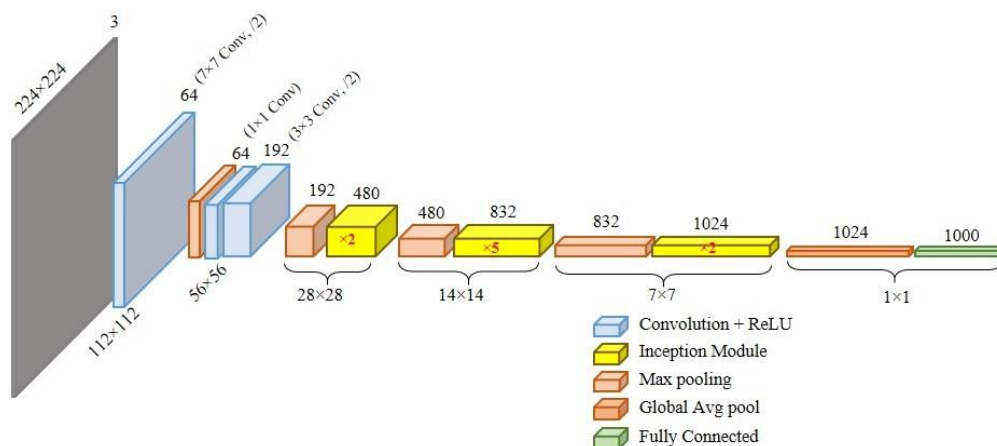 224×224
3
112×112
64
(7×7 Conv, /2)
56×56
64
(1×1 Conv)
192
(3×3 Conv, /2)
192
480
×2
28×28
480
832
×5
14×14
832
1024
×2
7×7
1024
1000
1×1
Convolution + ReLU
Inception Module
Max pooling
Global Avg pool
Fully Connected